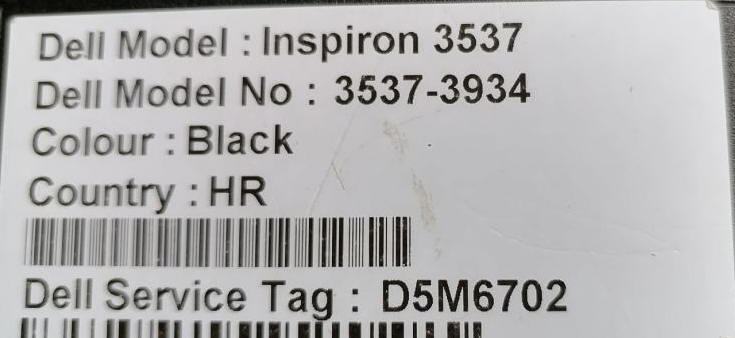 Dell Model : Inspiron 3537
Dell Model No : 3537-3934
Colour : Black
Country : HR
Dell Service Tag : D5M6702